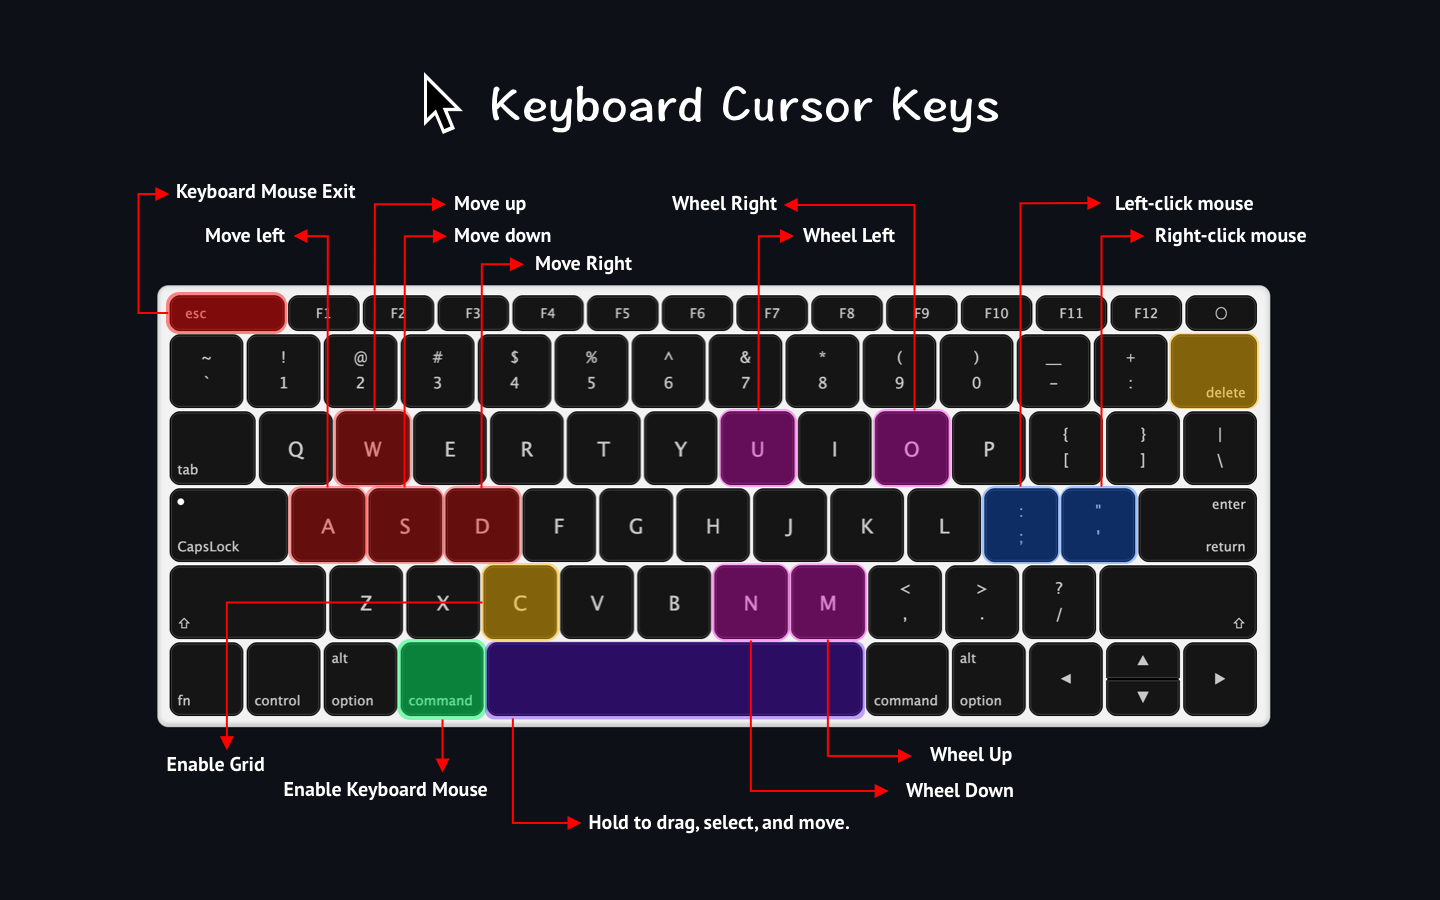 Keyboard Cursor Keys
Keyboard Mouse Exit
Move up
Wheel Right
Left-click mouse
Move left
Move down
Wheel Left
Right-click mouse
Move Right
esc F1 F2 F3 F4 F5 F6 F7 F8 F9 F10 F11 F12
~ ! @ # $ % ^ & * ( ) _ +
` 1 2 3 4 5 6 7 8 9 0 - : delete
tab Q W E R T Y U I O P { [ } ] | \
CapsLock A S D F G H J K L : ; " ' enter return
Z X C V B N M < , > . ? /
fn control alt option command command alt option
Wheel Up
Enable Grid
Enable Keyboard Mouse
Wheel Down
Hold to drag, select, and move.